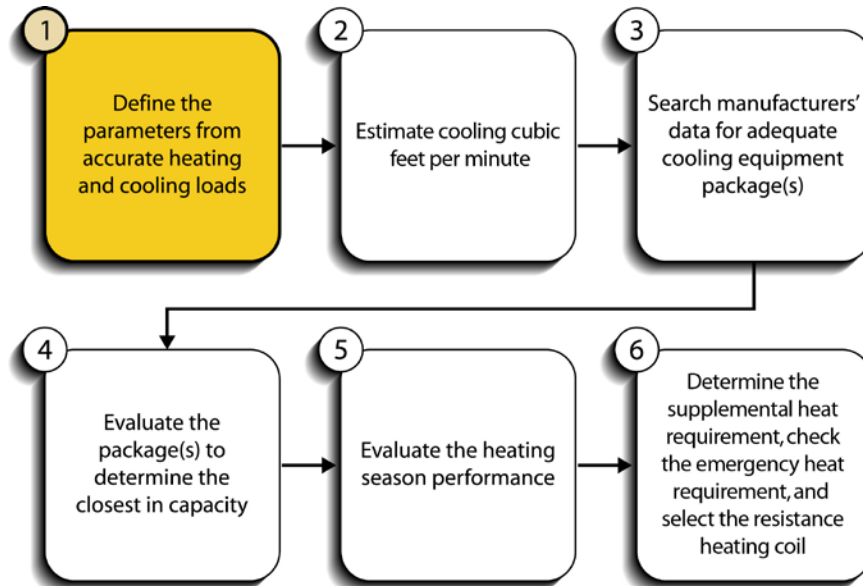 1
Define the
parameters from
accurate heating
and cooling loads
2
Estimate cooling cubic
feet per minute
3
Search manufacturers’
data for adequate
cooling equipment
package(s)
4
Evaluate the
package(s) to
determine the
closest in capacity
5
Evaluate the heating
season performance
6
Determine the
supplemental heat
requirement, check
the emergency heat
requirement, and
select the resistance
heating coil